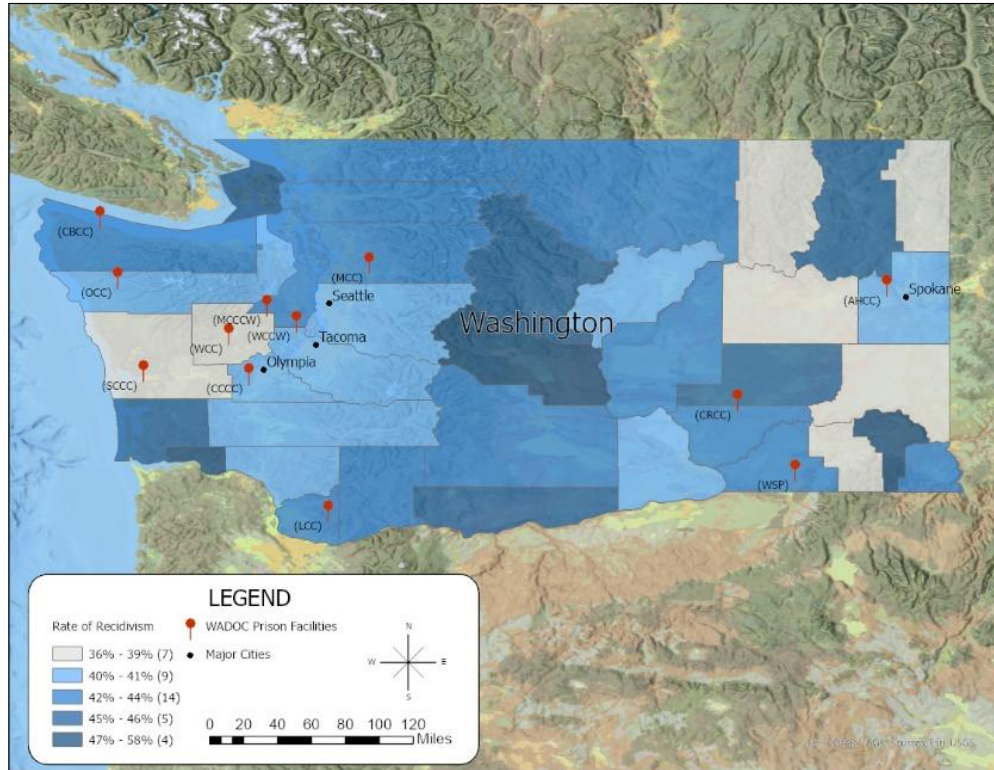 (CBCC)
(OCC)
(MCC)
Seattle
(MCCCW)
(WCCW)
(WCC)
Tacoma
Olympia
(SCCC)
(CCCC)
Washington
(AHCC)
Spokane
(CRCC)
(WSP)
(LCC)
LEGEND
Rate of Recidivism
36% - 39% (7)
40% - 41% (9)
42% - 44% (14)
45% - 46% (5)
47% - 58% (4)
WADOC Prison Facilities
Major Cities
N
W
E
S
0 20 40 60 80 100 120
Miles